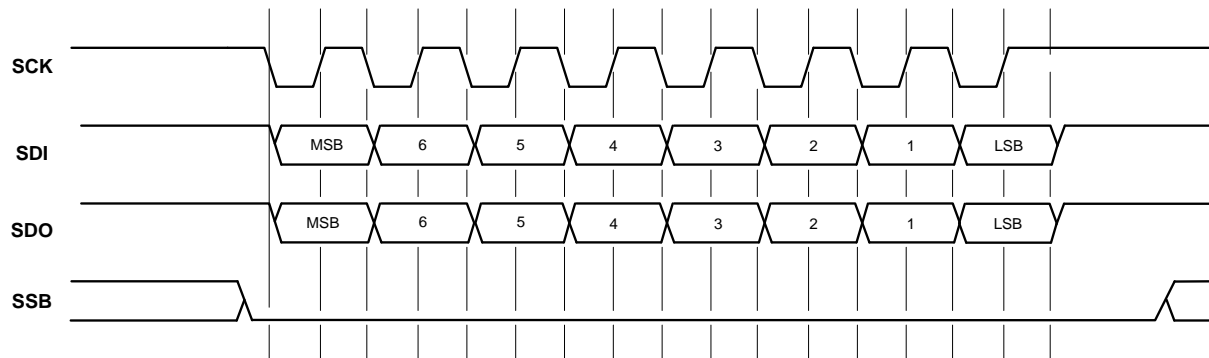 SCK
SDI MSB 6 5 4 3 2 1 LSB
SDO MSB 6 5 4 3 2 1 LSB
SSB